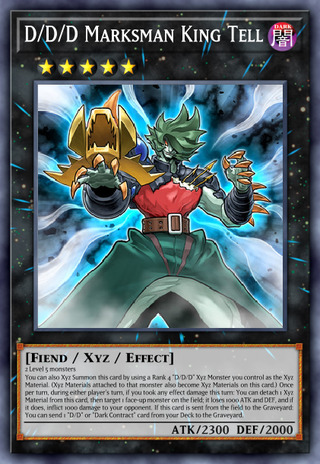 D/D/D Marksman King Tell
DARK
闇
[Fiend / Xyz / Effect]
2 Level 5 monsters
You can also Xyz Summon this card by using a Rank 4 "D/D/D" Xyz Monster you control as the Xyz
Material. (Xyz Materials attached to that monster also become Xyz Materials on this card.) Once
per turn, during either player's turn, if you took any effect damage this turn: You can detach 1 Xyz
Material from this card, then target 1 face-up monster on the field; it loses 1000 ATK and DEF, and if
it does, inflict 1000 damage to your opponent. If this card is sent from the field to the Graveyard:
You can send 1 "D/D" or "Dark Contract" card from your Deck to the Graveyard.
ATK/2300 DEF/2000